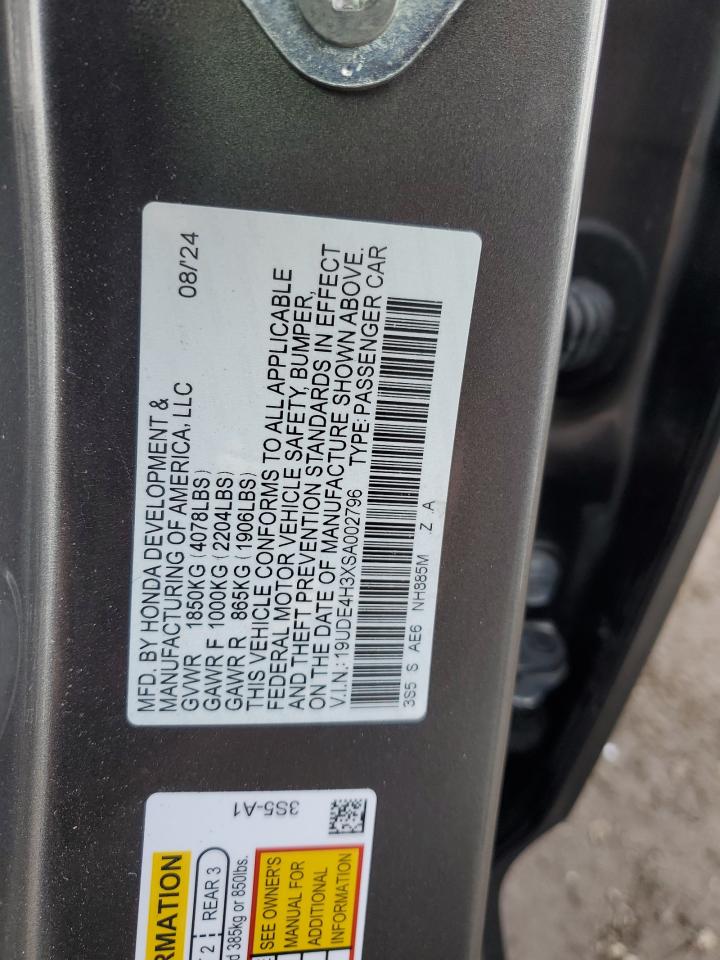 MFD. BY HONDA DEVELOPMENT &
MANUFACTURING OF AMERICA, LLC 08/'24
GVWR 1850KG (4078LBS)
GAWR F 1000KG (2204LBS)
GAWR R 865KG (1906LBS)
THIS VEHICLE CONFORMS TO ALL APPLICABLE
FEDERAL MOTOR VEHICLE SAFETY, BUMPER,
AND THEFT PREVENTION STANDARDS IN EFFECT
ON THE DATE OF MANUFACTURE SHOWN ABOVE.
V.I.N.:19UDE4H3XSA002796 TYPE: PASSENGER CAR
3S5 S AE6 NH885M Z A
3S5-A1
RMATION
2 REAR 3
d 385kg or 850lbs.
SEE OWNER'S
MANUAL FOR
ADDITIONAL
INFORMATION